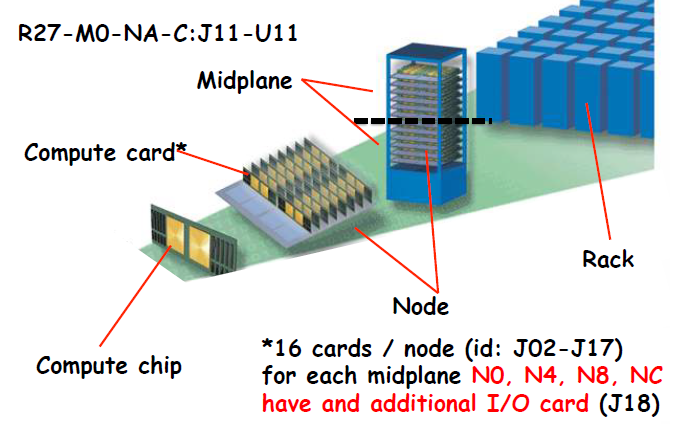 R27-M0-NA-C:J11-U11
Midplane
Compute card*
Rack
Node
Compute chip
*16 cards / node (id: J02-J17)
for each midplane N0, N4, N8, NC
have and additional I/O card (J18)